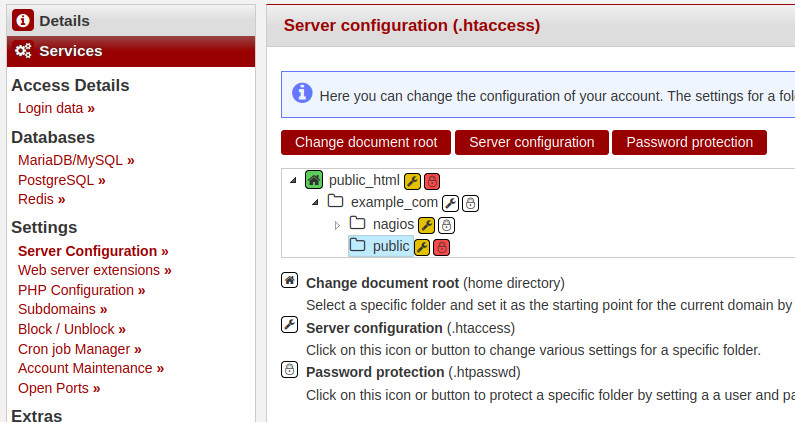 Details
Services
Access Details
Login data »
Databases
MariaDB/MySQL »
PostgreSQL »
Redis »
Settings
Server Configuration »
Web server extensions »
PHP Configuration »
Subdomains »
Block / Unblock »
Cron job Manager »
Account Maintenance »
Open Ports »
Extras
Server configuration (.htaccess)
Here you can change the configuration of your account. The settings for a
Change document root Server configuration Password protection
public_html
example_com
nagios
public
Change document root (home directory)
Select a specific folder and set it as the starting point for the current domain by
Server configuration (.htaccess)
Click on this icon or button to change various settings for a specific folder.
Password protection (.htpasswd)
Click on this icon or button to protect a specific folder by setting a a user and